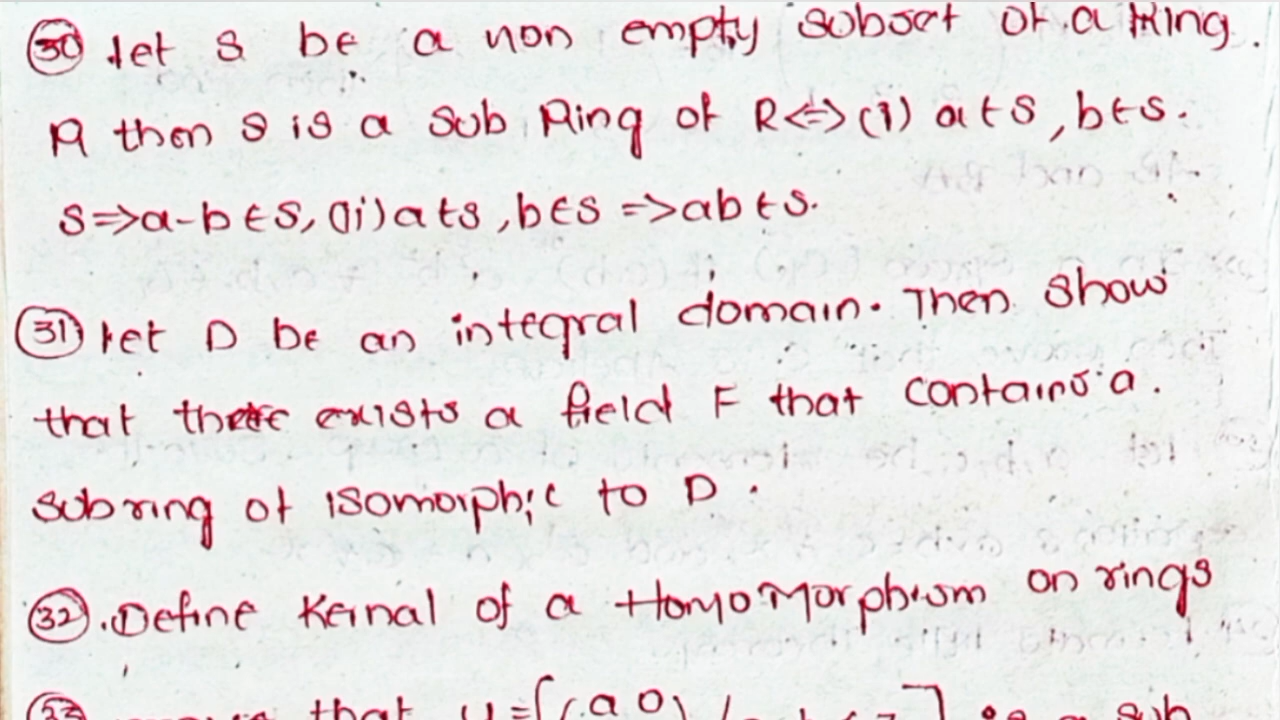 (30) Let S be a non empty subset of a Ring.
R then S is a Sub Ring of R<=> (i) a∈S, b∈S.
S=>a-b∈S, (ii) a∈S, b∈S =>ab∈S.
(31) Let D be an integral domain. Then show
that there exists a field F that contains a.
subring of isomorphic to D.
(32). Define Kernal of a Homomorphism on rings
(33) that U =